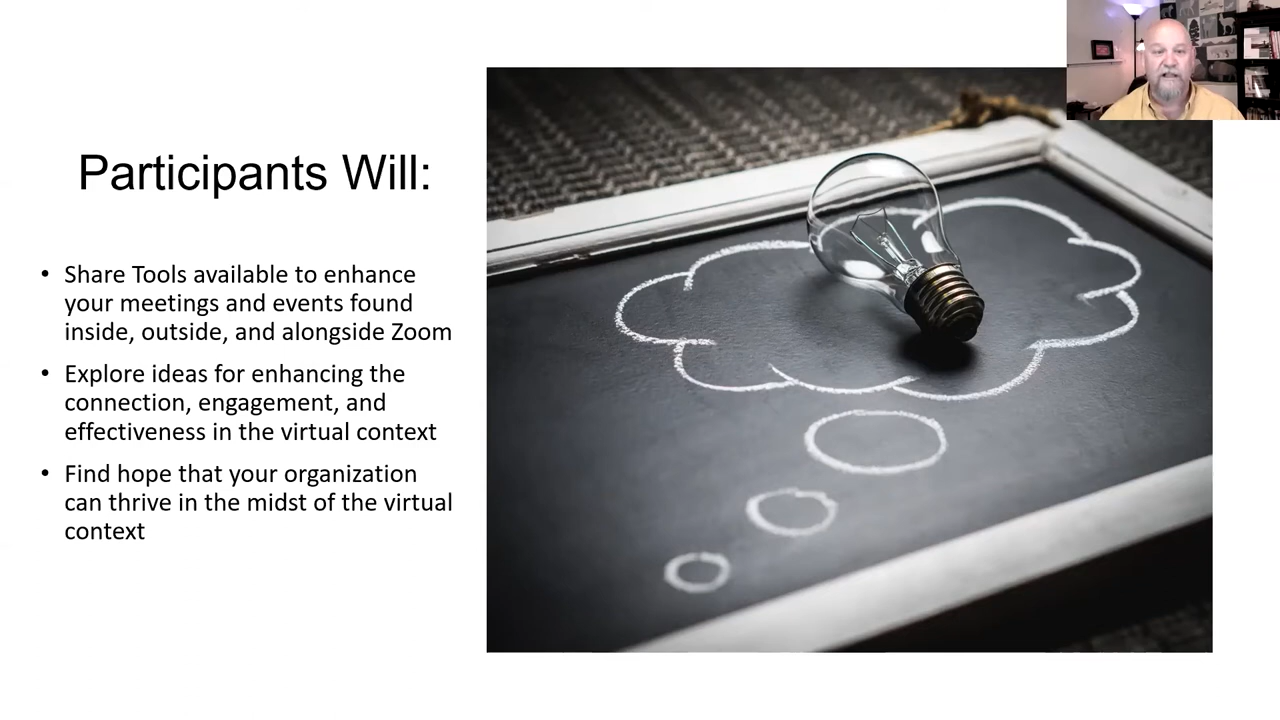 Participants Will:
• Share Tools available to enhance
your meetings and events found
inside, outside, and alongside Zoom
• Explore ideas for enhancing the
connection, engagement, and
effectiveness in the virtual context
• Find hope that your organization
can thrive in the midst of the virtual
context